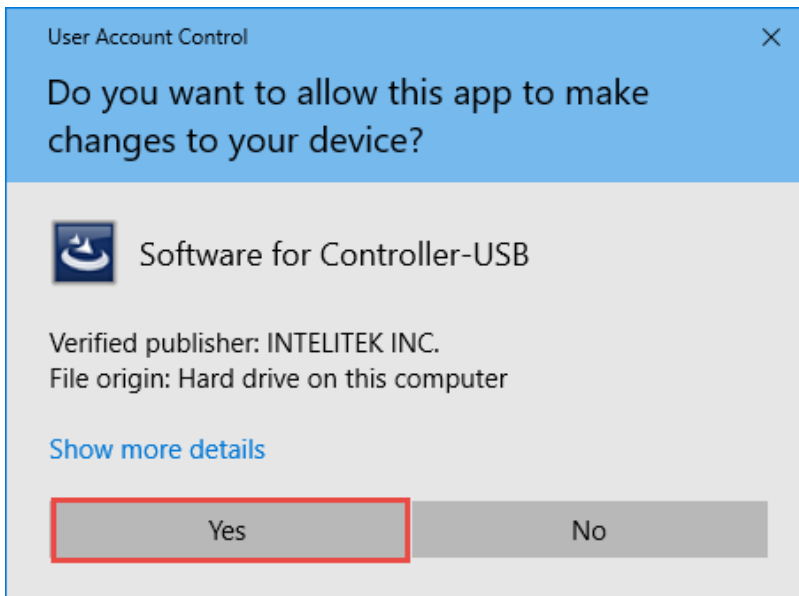 User Account Control
Do you want to allow this app to make
changes to your device?
Software for Controller-USB
Verified publisher: INTELITEK INC.
File origin: Hard drive on this computer
Show more details
Yes
No